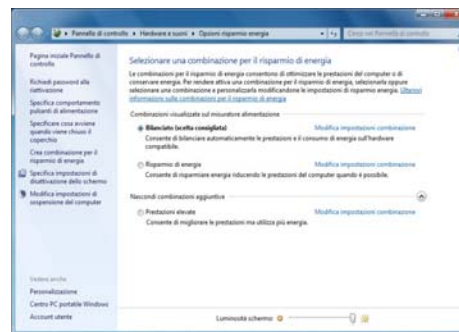 Pannello di controllo ▸ Hardware e suoni ▸ Opzioni risparmio energia
Cerca nel Pannello di controllo
Pagina iniziale Pannello di
controllo
Richiedi password alla
riattivazione
Specifica comportamento
pulsanti di alimentazione
Specificare cosa avviene
quando viene chiuso il
coperchio
Crea combinazione per il
risparmio di energia
Specifica impostazioni di
disattivazione dello schermo
Modifica impostazioni di
sospensione del computer
Vedere anche
Personalizzazione
Centro PC portatile Windows
Account utente
Selezionare una combinazione per il risparmio di energia
Le combinazioni per il risparmio di energia consentono di ottimizzare le prestazioni del computer o di
conservare energia. Per rendere attiva una combinazione per il risparmio di energia, selezionarla oppure
selezionare una combinazione e personalizzarla modificandone le impostazioni di risparmio energia. Ulteriori
informazioni sulla combinazioni per il risparmio di energia
Combinazioni visualizzate sul misuratore alimentazione
Bilanciato (scelta consigliata) Modifica impostazioni combinazione
Consente di bilanciare automaticamente le prestazioni e il consumo di energia sull'hardware
compatibile.
Risparmio di energia Modifica impostazioni combinazione
Consente di risparmiare energia riducendo le prestazioni del computer quando è possibile.
Nascondi combinazioni aggiuntive
Prestazioni elevate Modifica impostazioni combinazione
Consente di migliorare le prestazioni ma utilizza più energia.
Luminosità schermo: